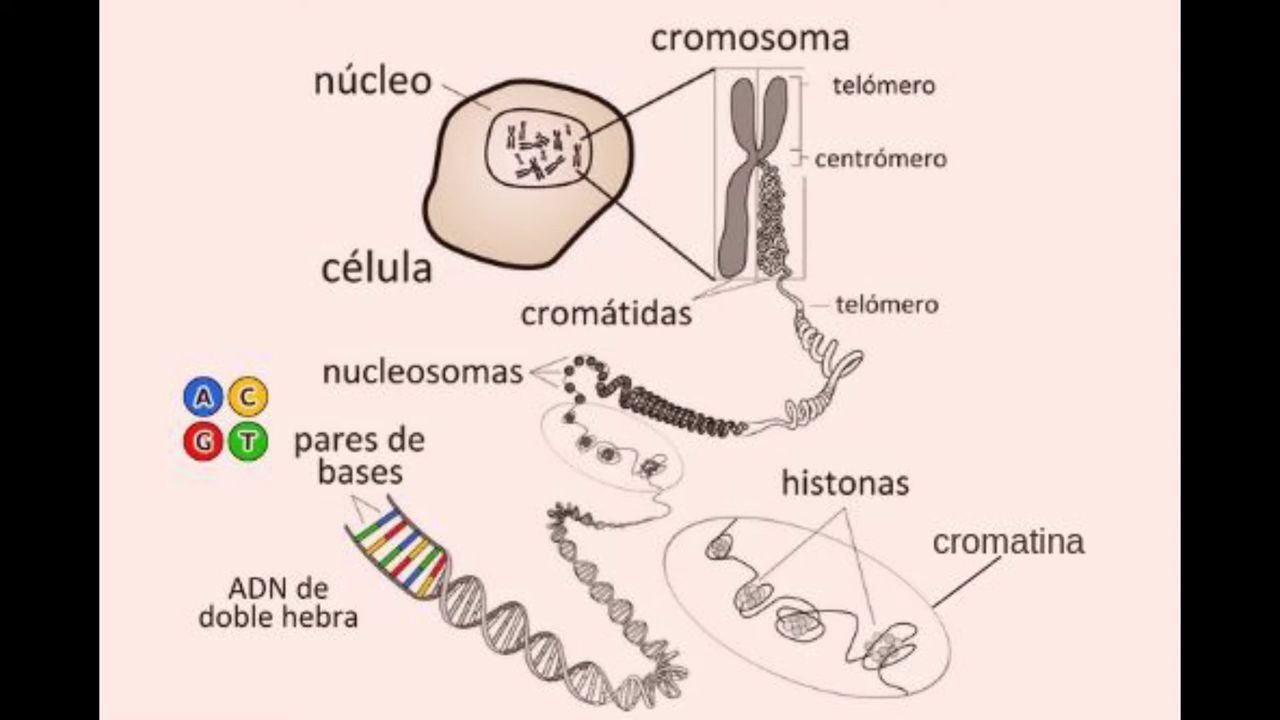 cromosoma
núcleo
telómero
centrómero
célula
cromátidas
telómero
nucleosomas
A C
G T
pares de
bases
histonas
cromatina
ADN de
doble hebra